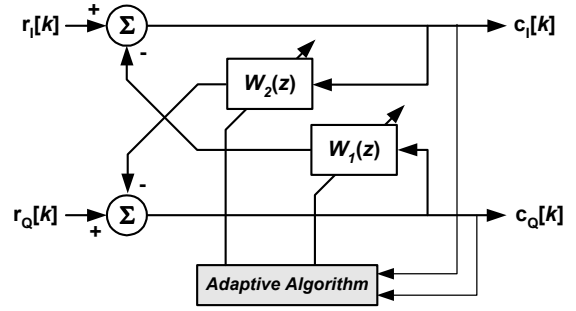 r_I[k] + Σ c_I[k]
-
W_2(z)
W_1(z)
-
r_Q[k] + Σ c_Q[k]
Adaptive Algorithm